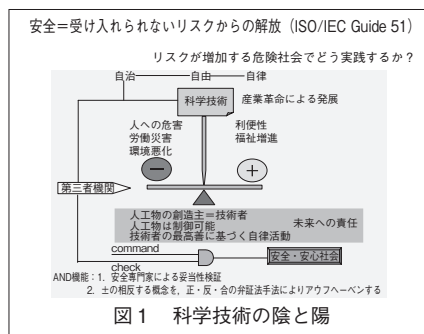 安全＝受け入れられないリスクからの解放（ISO/IEC Guide 51）
リスクが増加する危険社会でどう実践するか？
自治 自由 自律
科学技術
産業革命による発展
人への危害
労働災害
環境悪化
利便性
福祉増進
−
＋
第三者機関
人工物の創造主＝技術者
人工物は制御可能
技術者の最高善に基づく自律活動
未来への責任
command
check
安全・安心社会
AND機能：1. 安全専門家による妥当性検証
2. ±の相反する概念を，正・反・合の弁証法手法によりアウフヘーベンする
図1　科学技術の陰と陽